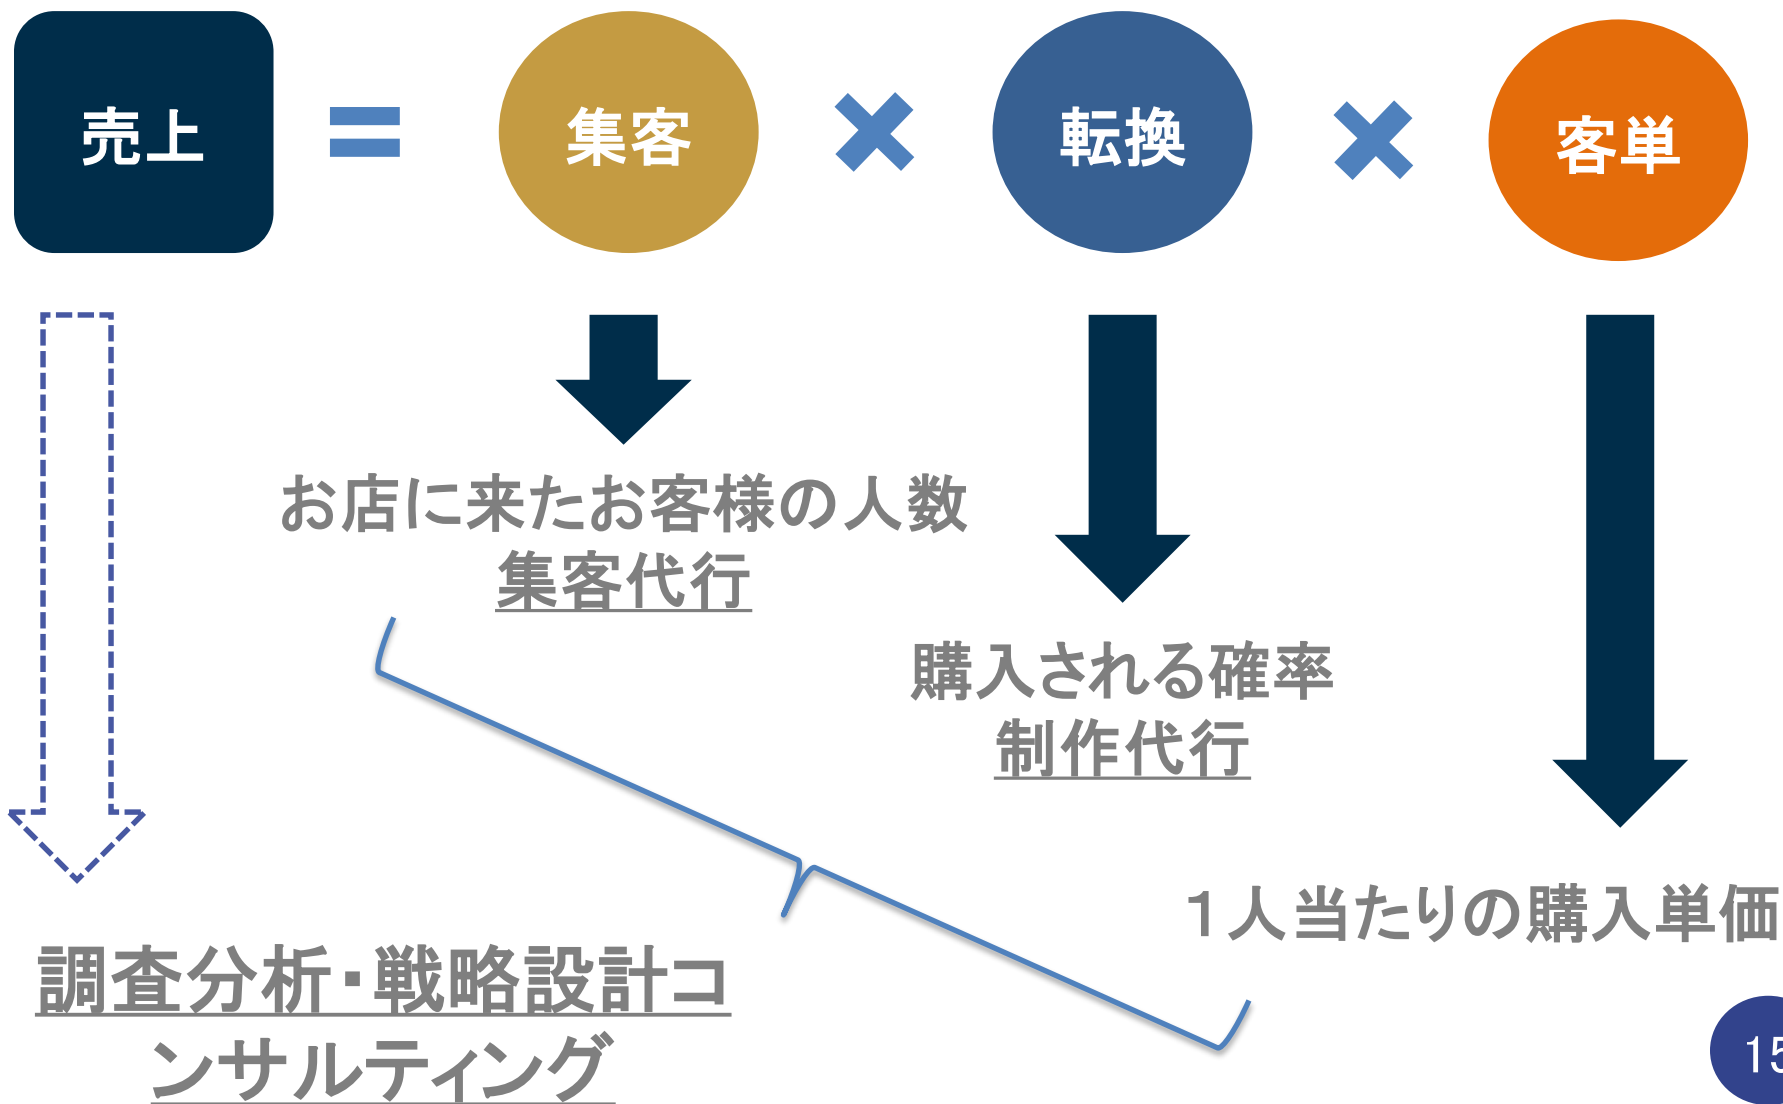 売上 = 集客 × 転換 × 客単
お店に来たお客様の人数
集客代行
購入される確率
制作代行
1人当たりの購入単価
調査分析・戦略設計コ
ンサルティング
15